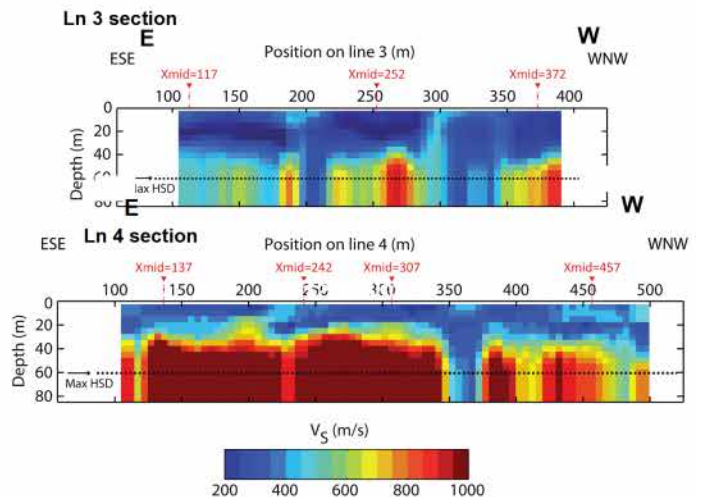 Ln 3 section
E
W
Position on line 3 (m)
ESE
WNW
Xmid=117
Xmid=252
Xmid=372
100 150 200 250 300 350 400
0
20
40
Depth (m)
Max HSD
80
E
W
Ln 4 section
ESE
Position on line 4 (m)
WNW
Xmid=137
Xmid=242
Xmid=307
Xmid=457
100 150 200 350 400 450 500
0
20
40
60
80
Depth (m)
Max HSD
VS (m/s)
200 400 600 800 1000